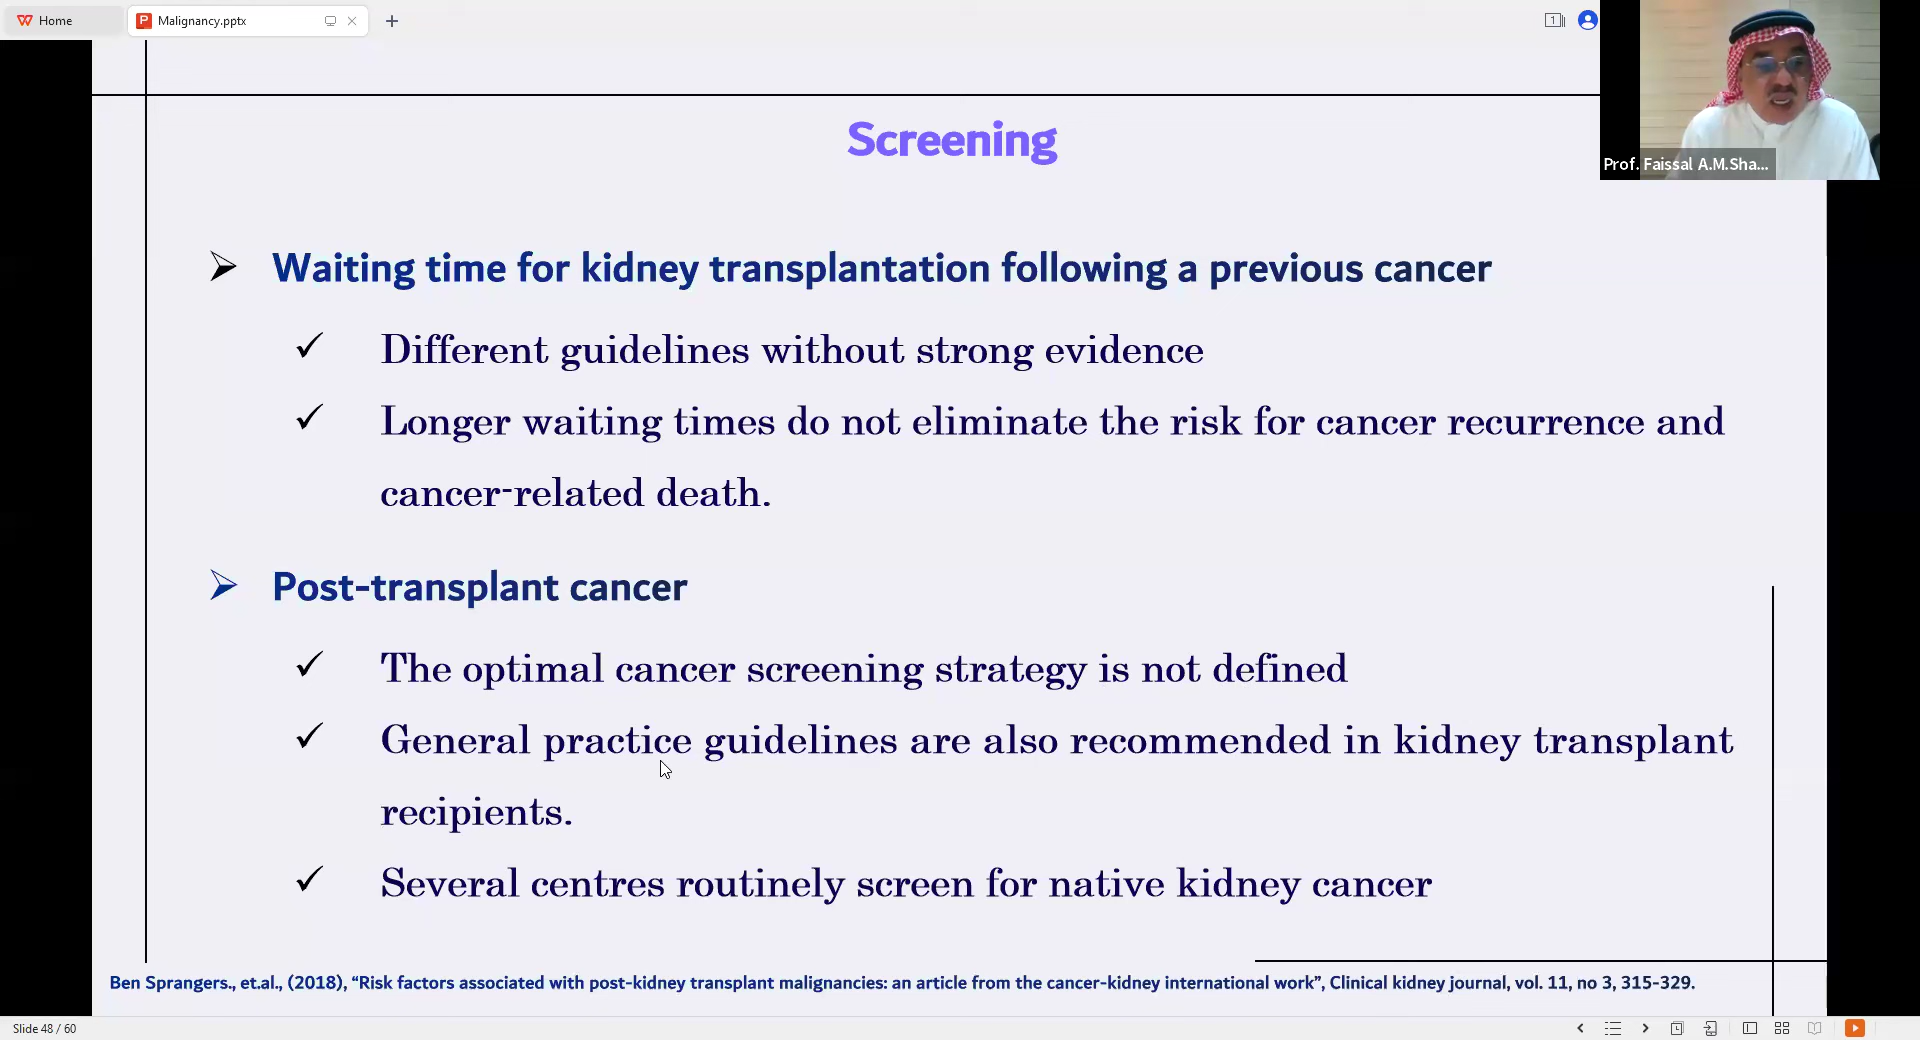 Home
Malignancy.pptx
1
Prof. Faissal A.M.Sha...
Screening
Waiting time for kidney transplantation following a previous cancer
Different guidelines without strong evidence
Longer waiting times do not eliminate the risk for cancer recurrence and
cancer-related death.
Post-transplant cancer
The optimal cancer screening strategy is not defined
General practice guidelines are also recommended in kidney transplant
recipients.
Several centres routinely screen for native kidney cancer
Ben Sprangers., et.al., (2018), “Risk factors associated with post-kidney transplant malignancies: an article from the cancer-kidney international work”, Clinical kidney journal, vol. 11, no 3, 315-329.
Slide 48 / 60